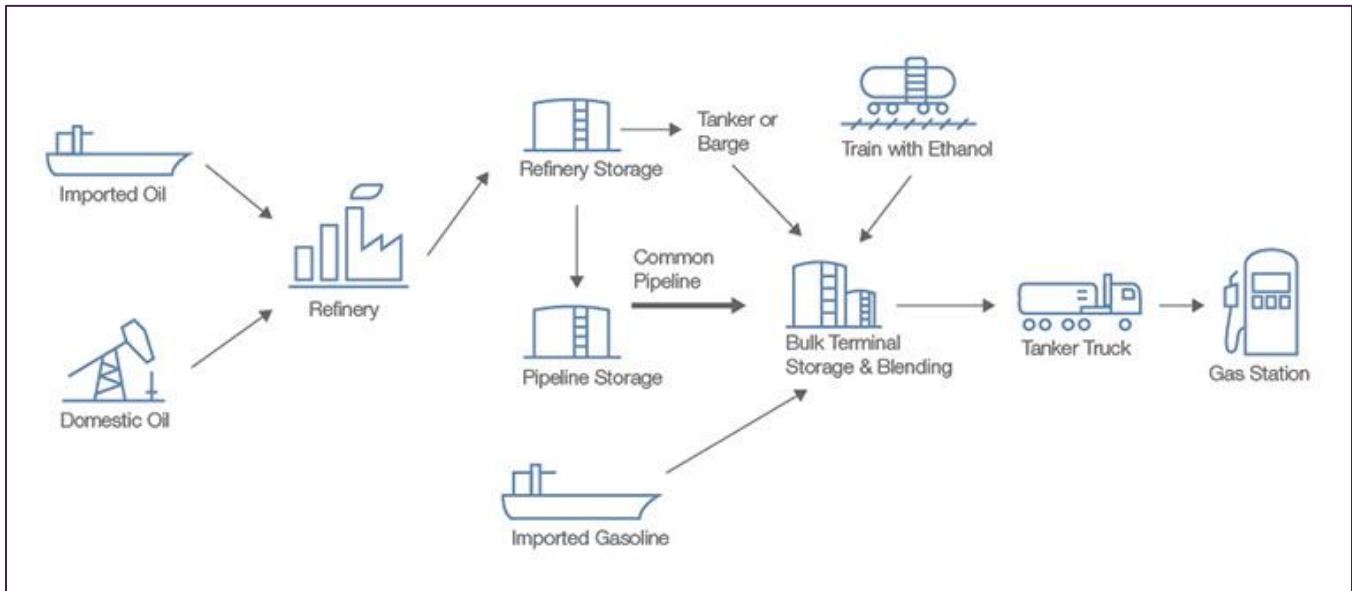 Imported Oil
Domestic Oil
Refinery
Refinery Storage
Tanker or
Barge
Train with Ethanol
Common
Pipeline
Pipeline Storage
Bulk Terminal
Storage & Blending
Imported Gasoline
Tanker Truck
Gas Station